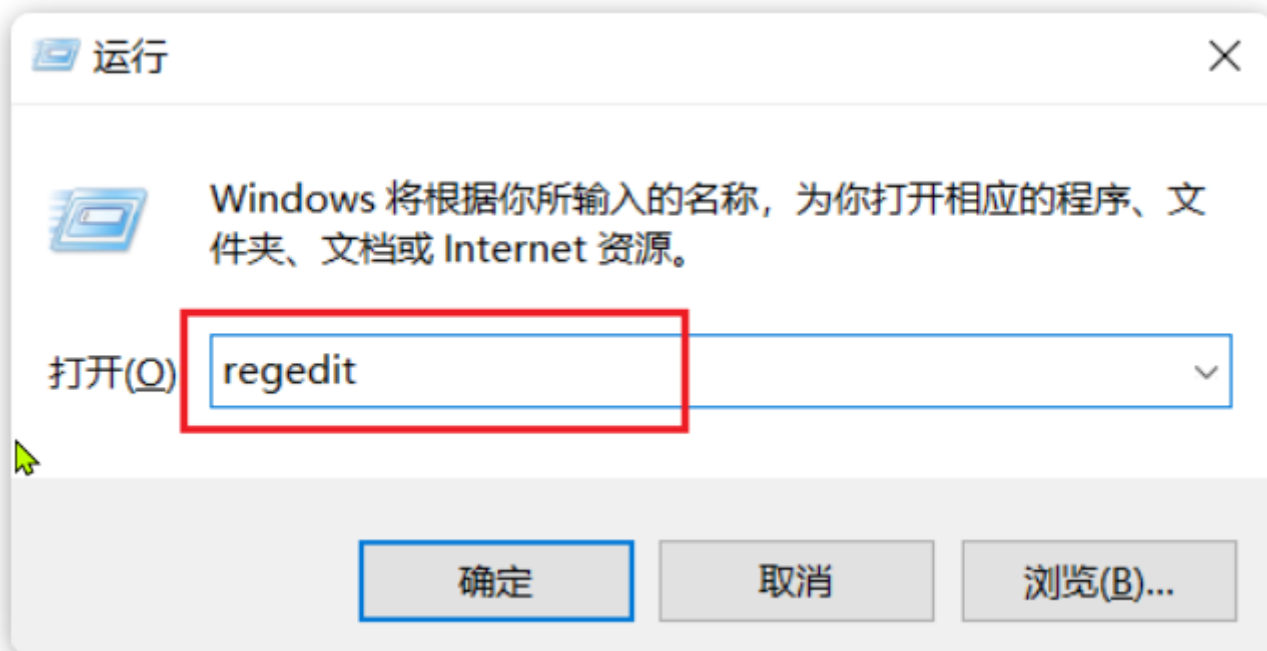 运行
Windows 将根据你所输入的名称，为你打开相应的程序、文
件夹、文档或 Internet 资源。
打开(O) regedit
确定 取消 浏览(B)...